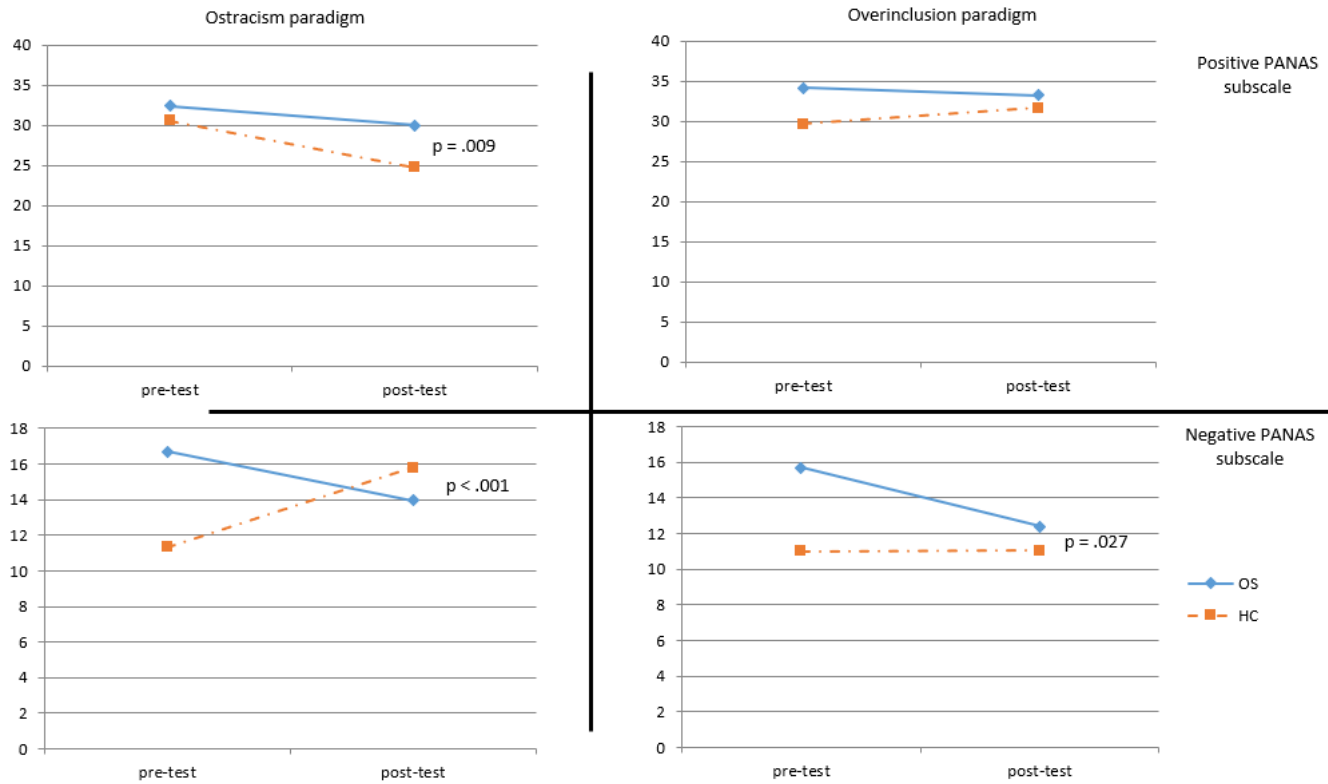 Ostracism paradigm
40
35
30
25
20
15
10
5
0
p = .009
pre-test
post-test
Overinclusion paradigm
40
35
30
25
20
15
10
5
0
pre-test
post-test
Positive PANAS
subscale
18
16
14
12
10
8
6
4
2
0
p < .001
pre-test
post-test
18
16
14
12
10
8
6
4
2
0
p = .027
pre-test
post-test
Negative PANAS
subscale
OS
HC